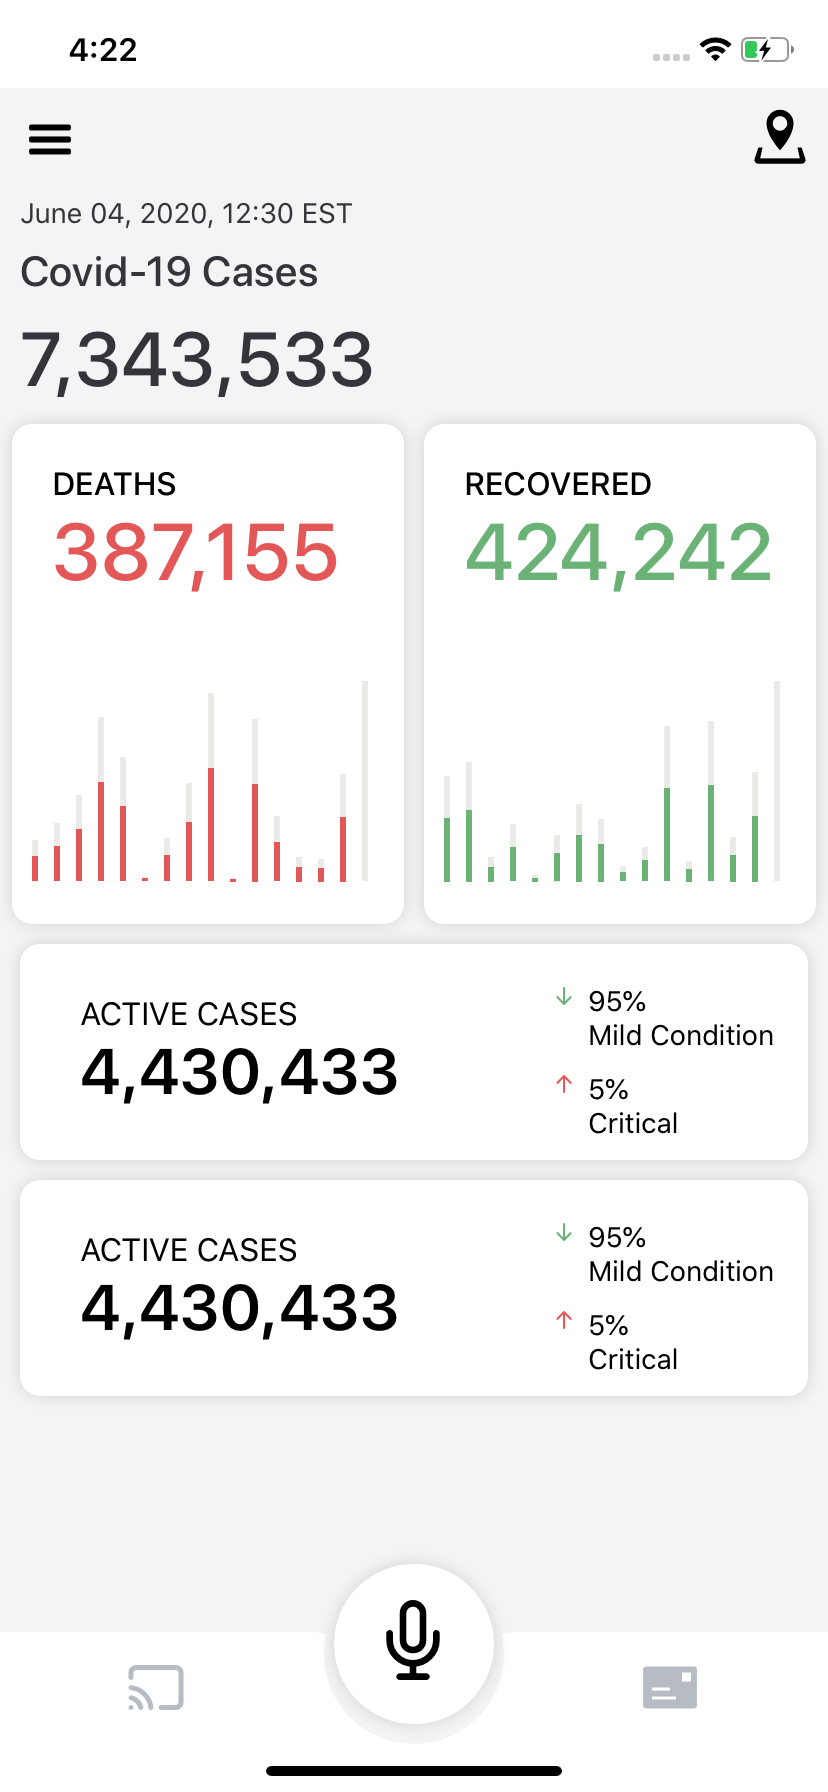 4:22
June 04, 2020, 12:30 EST
Covid-19 Cases
7,343,533
DEATHS
387,155
RECOVERED
424,242
ACTIVE CASES
4,430,433
95%
Mild Condition
5%
Critical
ACTIVE CASES
4,430,433
95%
Mild Condition
5%
Critical